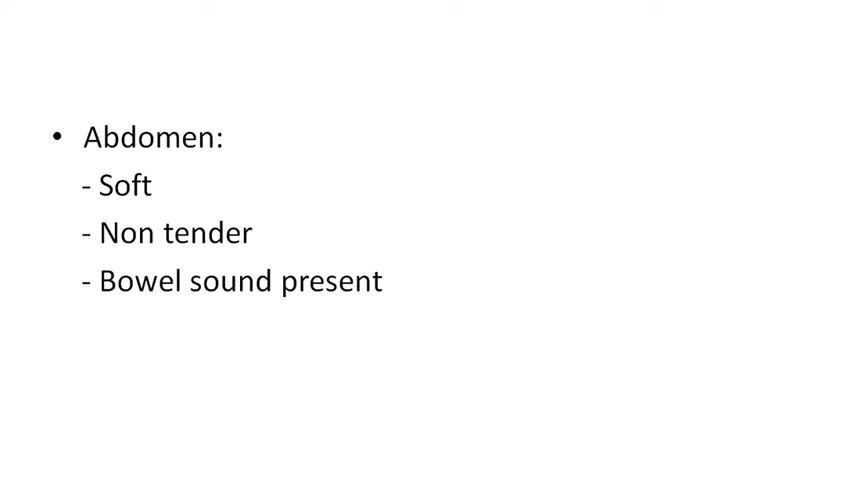 • Abdomen:
- Soft
- Non tender
- Bowel sound present